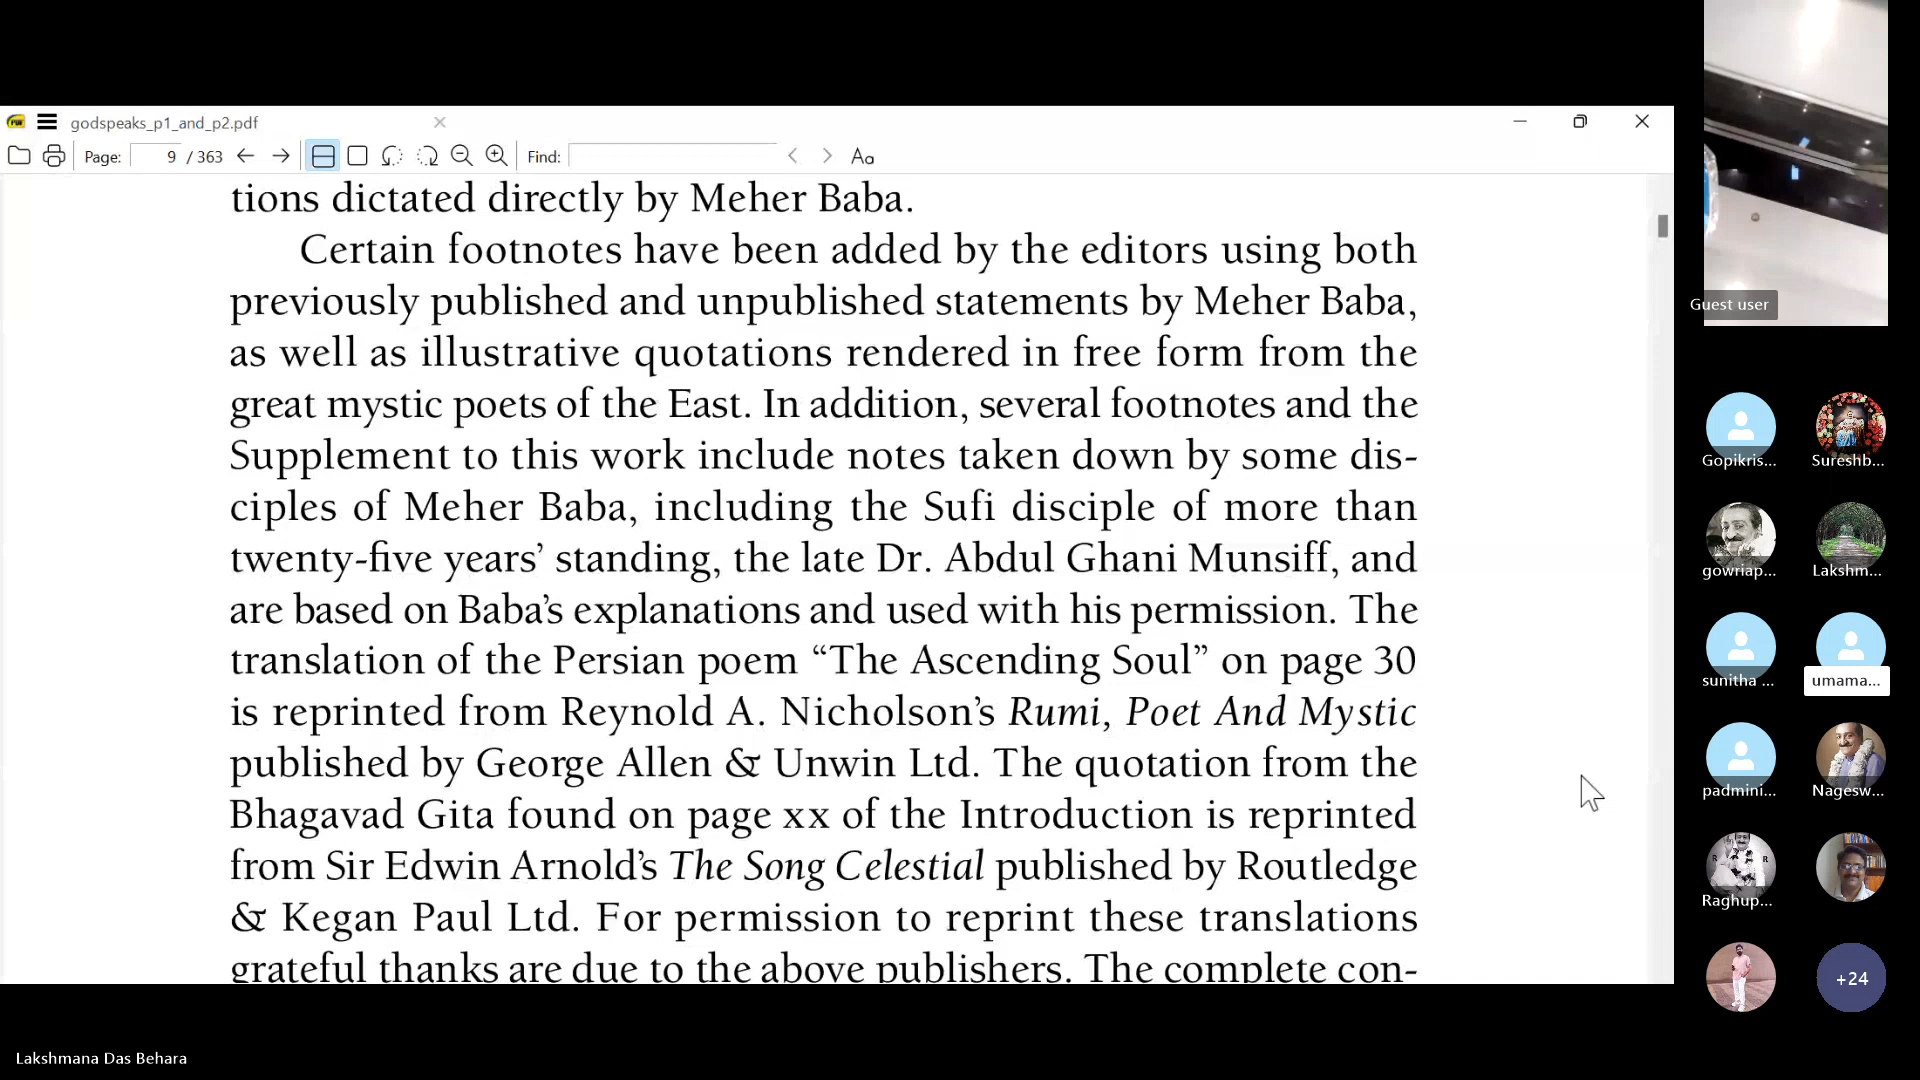 godspeaks_p1_and_p2.pdf
Page: 9 / 363 Find: Aa
tions dictated directly by Meher Baba.
Certain footnotes have been added by the editors using both
previously published and unpublished statements by Meher Baba,
as well as illustrative quotations rendered in free form from the
great mystic poets of the East. In addition, several footnotes and the
Supplement to this work include notes taken down by some dis-
ciples of Meher Baba, including the Sufi disciple of more than
twenty-five years’ standing, the late Dr. Abdul Ghani Munsiff, and
are based on Baba’s explanations and used with his permission. The
translation of the Persian poem “The Ascending Soul” on page 30
is reprinted from Reynold A. Nicholson’s Rumi, Poet And Mystic
published by George Allen & Unwin Ltd. The quotation from the
Bhagavad Gita found on page xx of the Introduction is reprinted
from Sir Edwin Arnold’s The Song Celestial published by Routledge
& Kegan Paul Ltd. For permission to reprint these translations
grateful thanks are due to the above publishers. The complete con-
Guest user
Gopikris... Sureshb...
gowriap... Lakshm...
sunitha ... umama...
padmini... Nagesw...
R R
Raghup...
+24
Lakshmana Das Behara